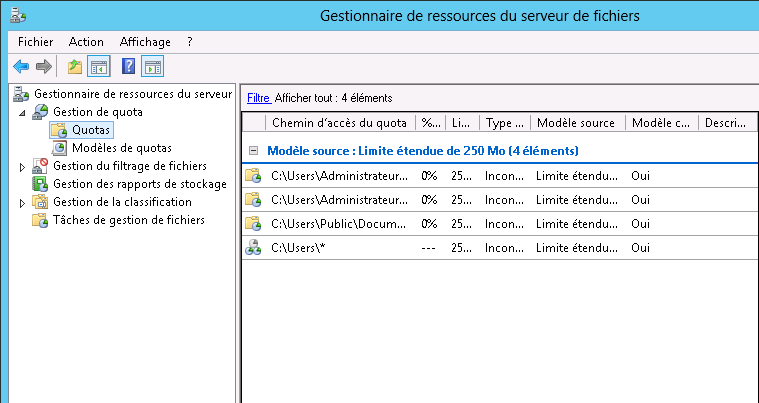 Gestionnaire de ressources du serveur de fichiers
Fichier Action Affichage ?
Gestionnaire de ressources du serveur
Gestion de quota
Quotas
Modèles de quotas
Gestion du filtrage de fichiers
Gestion des rapports de stockage
Gestion de la classification
Tâches de gestion de fichiers
Filtre Afficher tout : 4 éléments
Chemin d'accès du quota %... Li... Type ... Modèle source Modèle c... Descri...
Modèle source : Limite étendue de 250 Mo (4 éléments)
C:\Users\Administrateur... 0% 25... Incon... Limite étendu... Oui
C:\Users\Administrateur... 0% 25... Incon... Limite étendu... Oui
C:\Users\Public\Docum... 0% 25... Incon... Limite étendu... Oui
C:\Users\* --- 25... Incon... Limite étendu... Oui